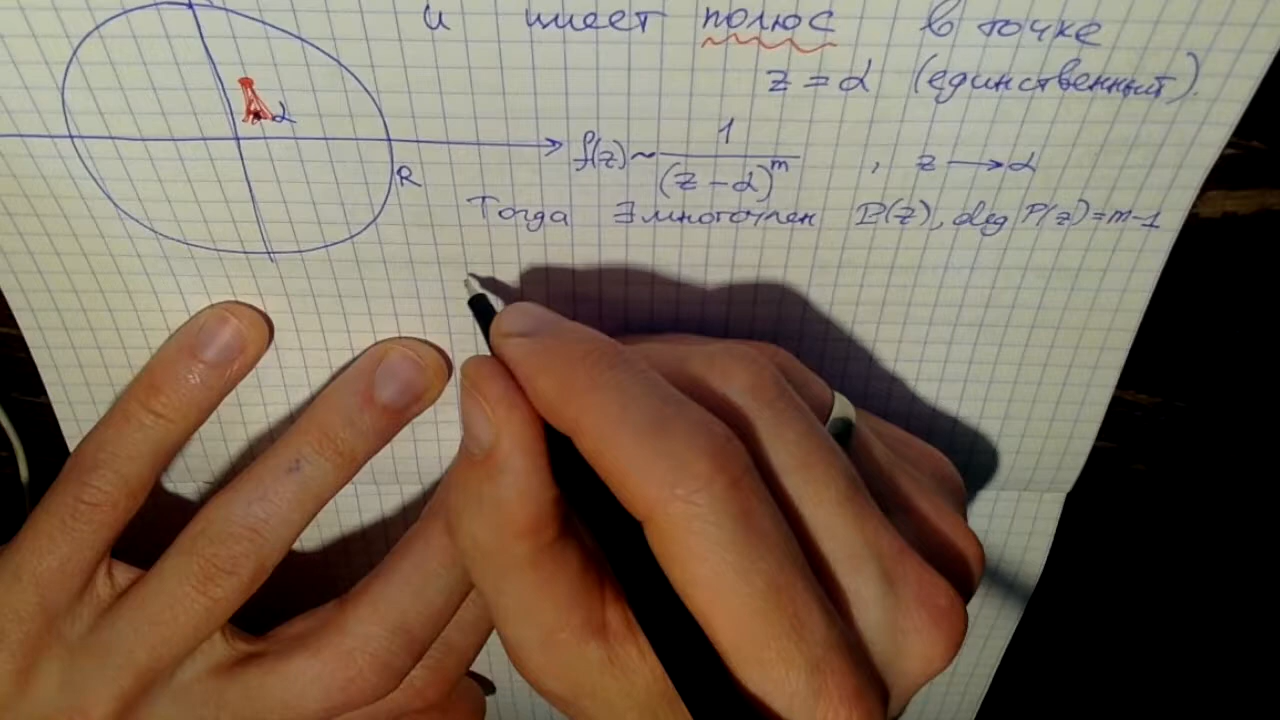 и имеет полюс в точке
z = α (единственный).
f(z) ~ 1/(z-α)^m , z → α
Тогда ∃ многочлен P(z), deg P(z)=m-1
α
R